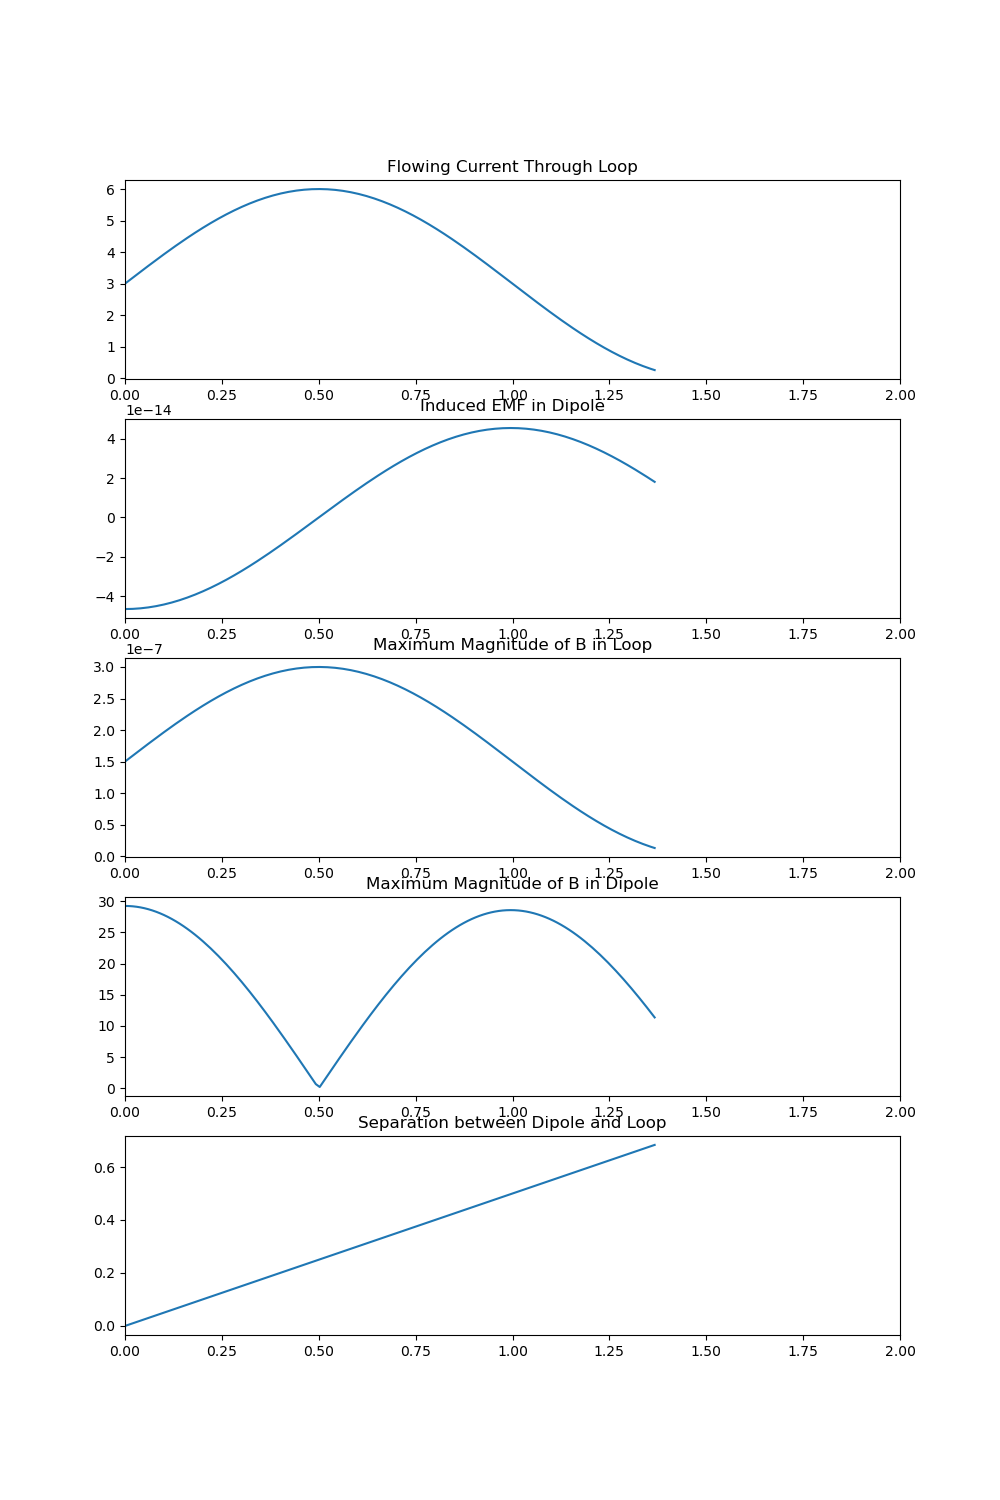 Flowing Current Through Loop
6
5
4
3
2
1
0
0.00 0.25 0.50 0.75 1.00 1.25 1.50 1.75 2.00
Induced EMF in Dipole
1e−14
4
2
0
−2
−4
0.00 0.25 0.50 0.75 1.00 1.25 1.50 1.75 2.00
Maximum Magnitude of B in Loop
1e−7
3.0
2.5
2.0
1.5
1.0
0.5
0.0
0.00 0.25 0.50 0.75 1.00 1.25 1.50 1.75 2.00
Maximum Magnitude of B in Dipole
30
25
20
15
10
5
0
0.00 0.25 0.50 0.75 1.00 1.25 1.50 1.75 2.00
Separation between Dipole and Loop
0.6
0.4
0.2
0.0
0.00 0.25 0.50 0.75 1.00 1.25 1.50 1.75 2.00